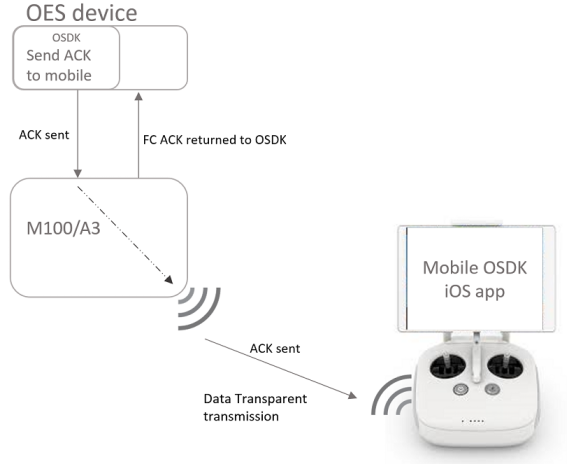 OES device
OSDK
Send ACK
to mobile
ACK sent
FC ACK returned to OSDK
M100/A3
Mobile OSDK
iOS app
ACK sent
Data Transparent
transmission